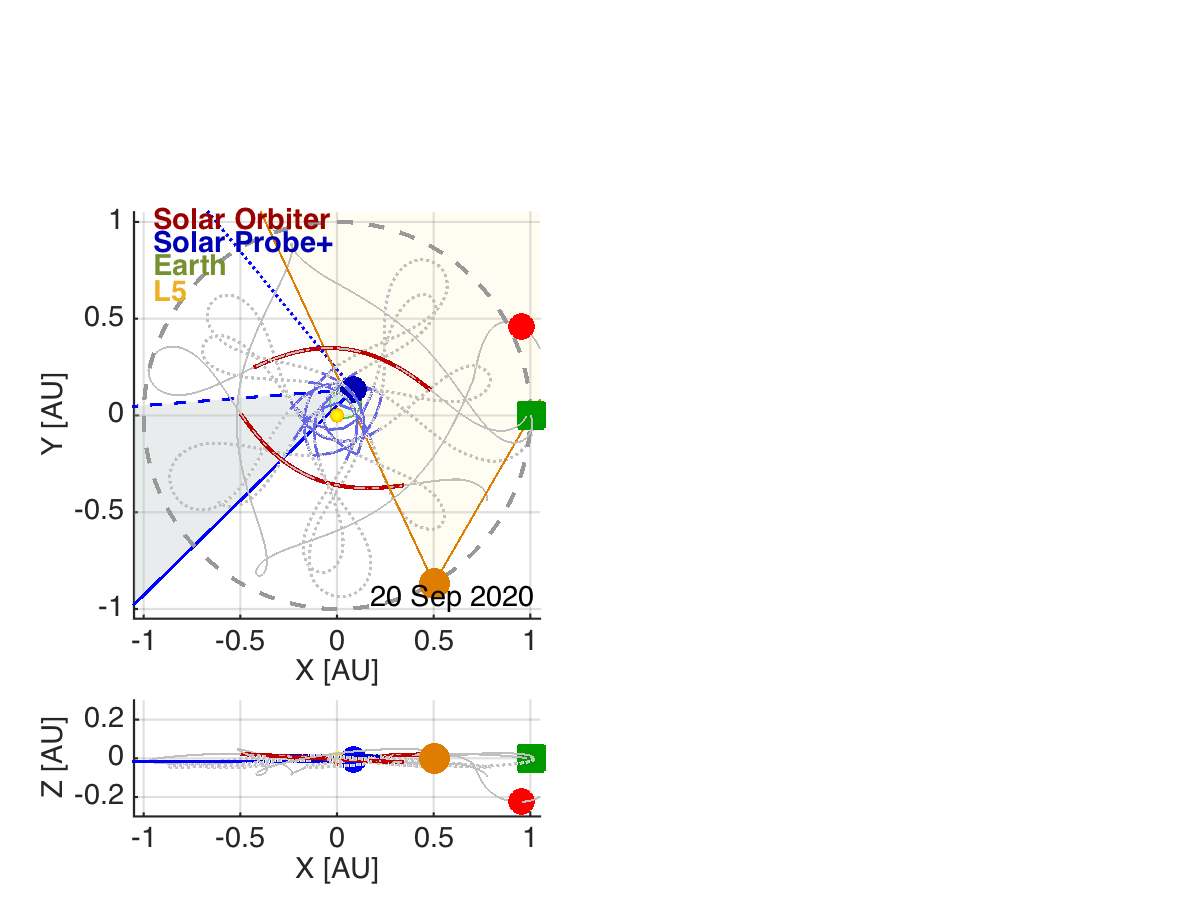 1
Solar Orbiter
Solar Probe+
Earth
L5
0.5
0
-0.5
-1
Y [AU]
20 Sep 2020
-1 -0.5 0 0.5 1
X [AU]
0.2
0
-0.2
Z [AU]
-1 -0.5 0 0.5 1
X [AU]